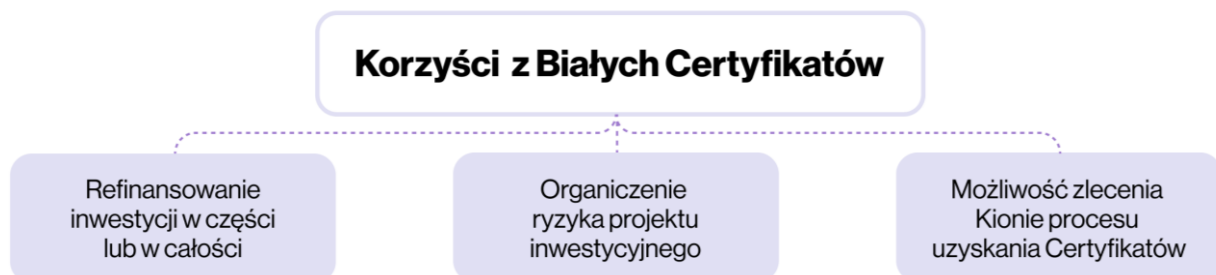 Korzyści z Białych Certyfikatów
Refinansowanie
inwestycji w części
lub w całości
Organiczenie
ryzyka projektu
inwestycyjnego
Możliwość zlecenia
Kionie procesu
uzyskania Certyfikatów